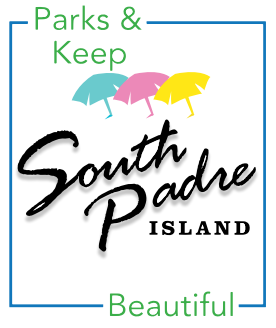 Parks &
Keep
South
Padre
ISLAND
Beautiful